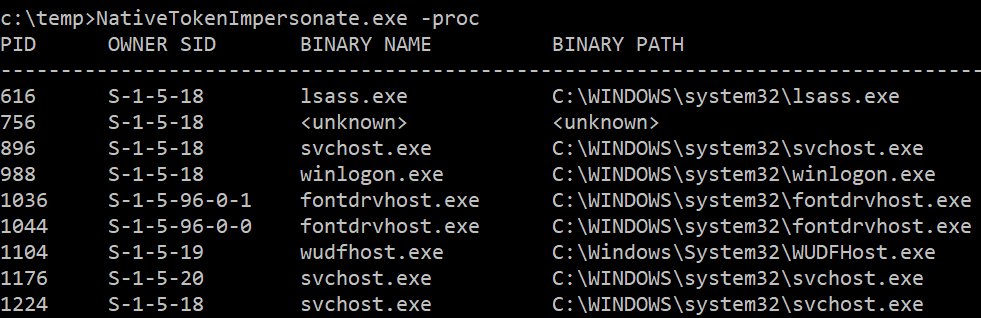 c:\temp>NativeTokenImpersonate.exe -proc
PID OWNER SID BINARY NAME BINARY PATH
---------------------------------------------------------------------------------
616 S-1-5-18 lsass.exe C:\WINDOWS\system32\lsass.exe
756 S-1-5-18 <unknown> <unknown>
896 S-1-5-18 svchost.exe C:\WINDOWS\system32\svchost.exe
988 S-1-5-18 winlogon.exe C:\WINDOWS\system32\winlogon.exe
1036 S-1-5-96-0-1 fontdrvhost.exe C:\WINDOWS\system32\fontdrvhost.exe
1044 S-1-5-96-0-0 fontdrvhost.exe C:\WINDOWS\system32\fontdrvhost.exe
1104 S-1-5-19 wudfhost.exe C:\Windows\System32\WUDFHost.exe
1176 S-1-5-20 svchost.exe C:\WINDOWS\system32\svchost.exe
1224 S-1-5-18 svchost.exe C:\WINDOWS\system32\svchost.exe